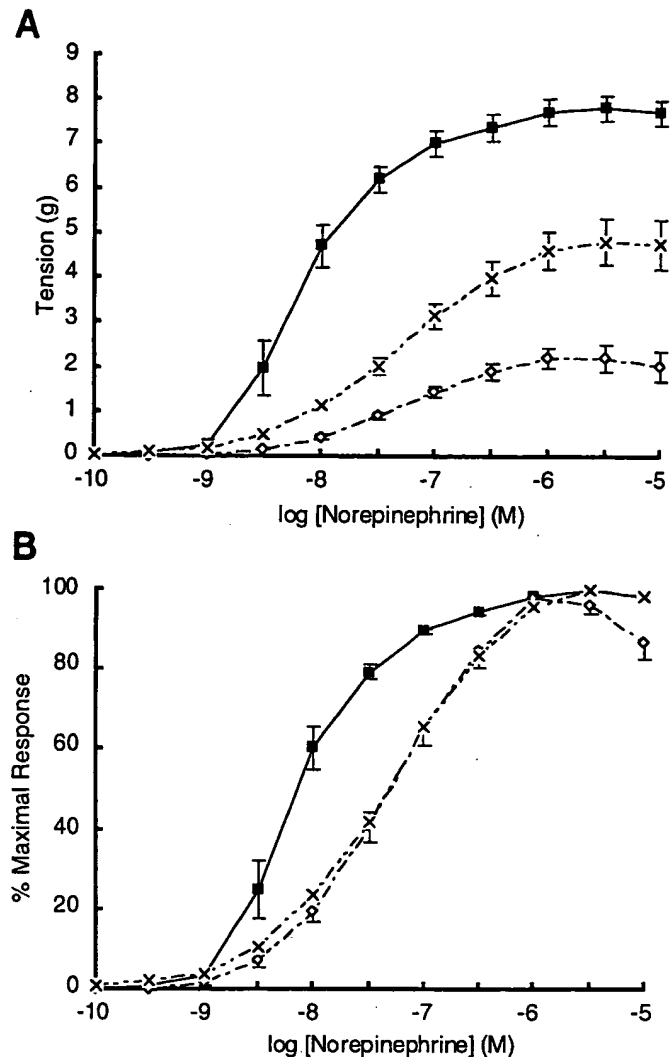 A
9
8
7
6
5
4
3
2
1
0
Tension (g)
-10 -9 -8 -7 -6 -5
log [Norepinephrine] (M)
B
100
80
60
40
20
0
% Maximal Response
-10 -9 -8 -7 -6 -5
log [Norepinephrine] (M)